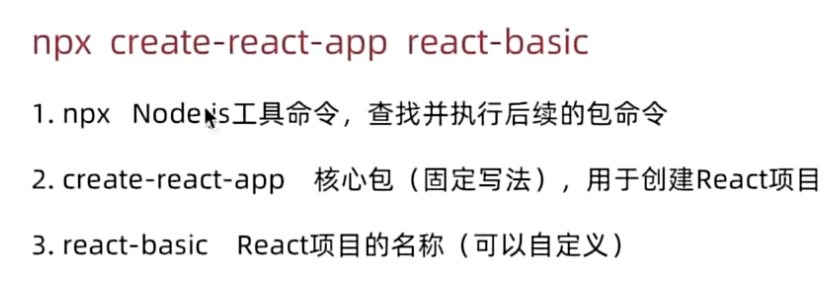 npx create-react-app react-basic
1. npx Node.js工具命令，查找并执行后续的包命令
2. create-react-app 核心包（固定写法），用于创建React项目
3. react-basic React项目的名称（可以自定义）